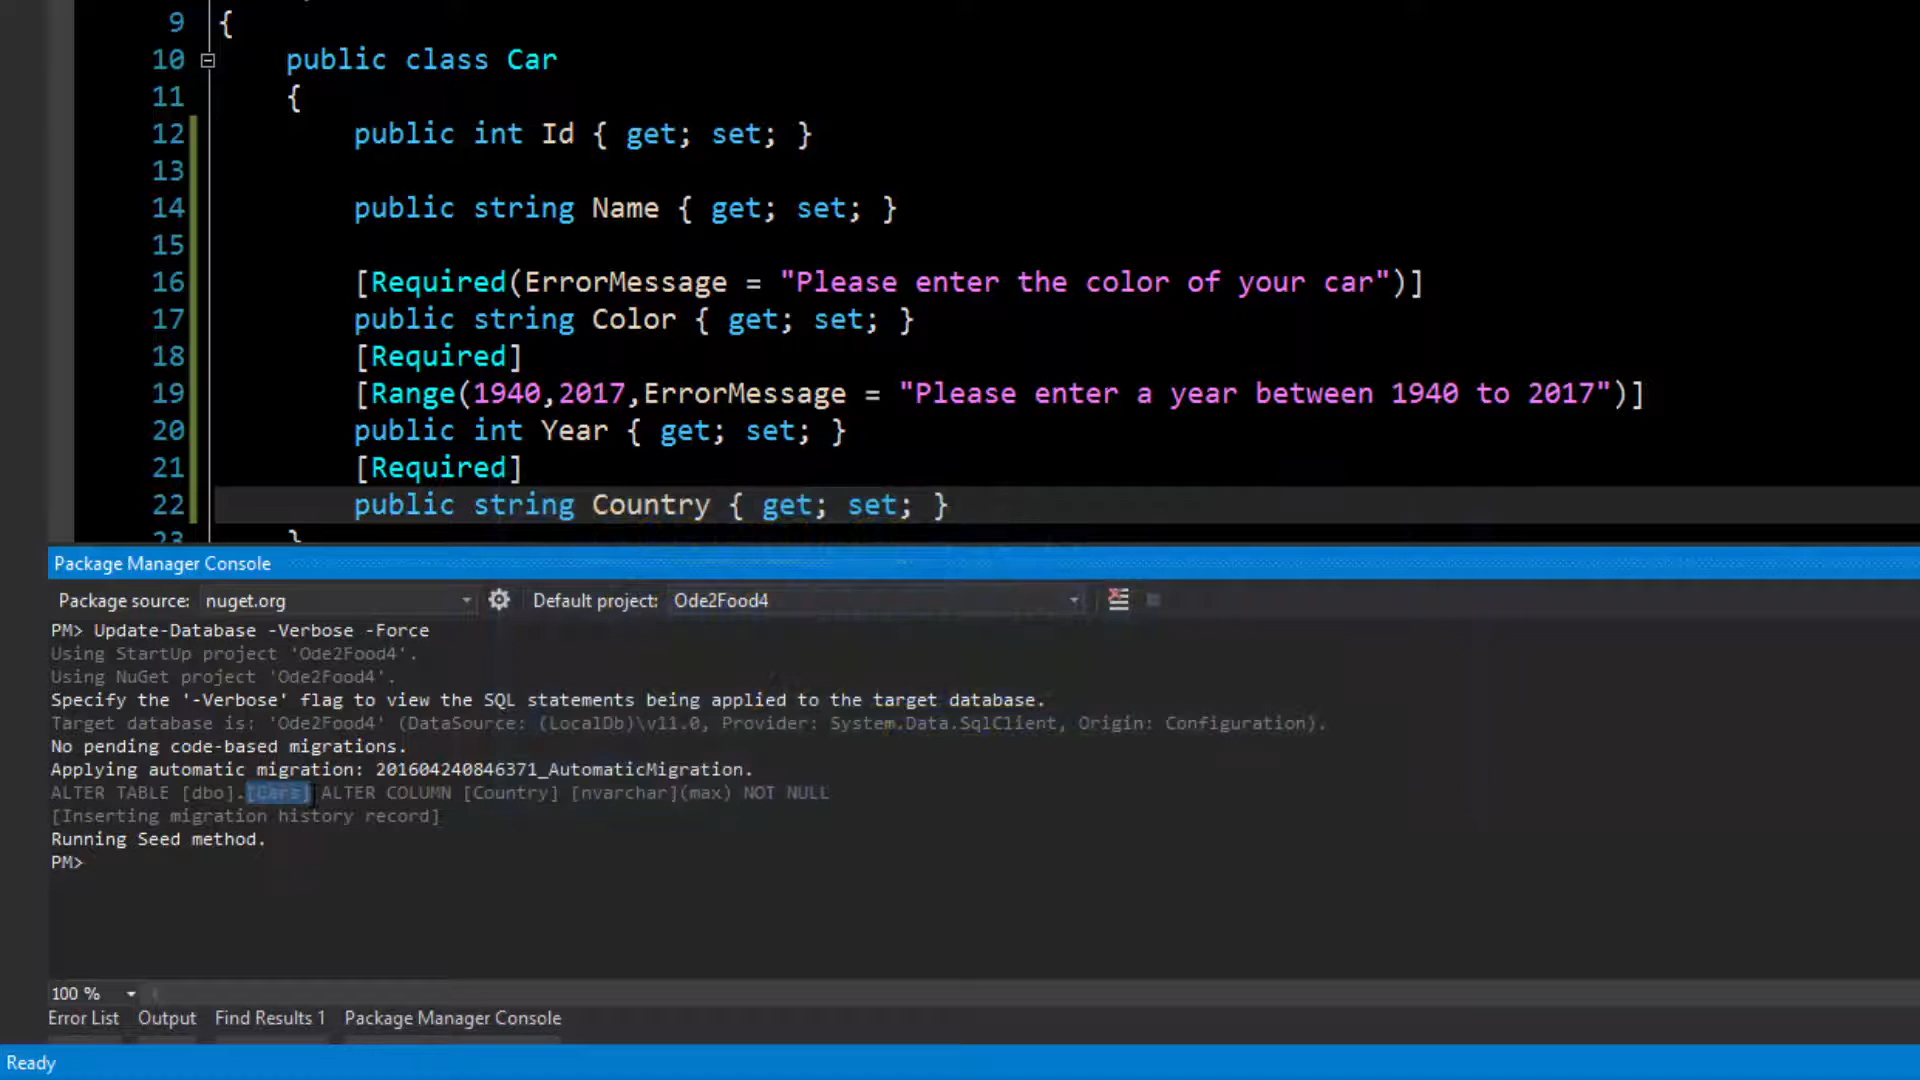 9 {
10 public class Car
11 {
12 public int Id { get; set; }
13
14 public string Name { get; set; }
15
16 [Required(ErrorMessage = "Please enter the color of your car")]
17 public string Color { get; set; }
18 [Required]
19 [Range(1940,2017,ErrorMessage = "Please enter a year between 1940 to 2017")]
20 public int Year { get; set; }
21 [Required]
22 public string Country { get; set; }
23 }
Package Manager Console
Package source: nuget.org Default project: Ode2Food4
PM> Update-Database -Verbose -Force
Using StartUp project 'Ode2Food4'.
Using NuGet project 'Ode2Food4'.
Specify the '-Verbose' flag to view the SQL statements being applied to the target database.
Target database is: 'Ode2Food4' (DataSource: (LocalDb)\v11.0, Provider: System.Data.SqlClient, Origin: Configuration).
No pending code-based migrations.
Applying automatic migration: 201604240846371_AutomaticMigration.
ALTER TABLE [dbo].[Cars] ALTER COLUMN [Country] [nvarchar](max) NOT NULL
[Inserting migration history record]
Running Seed method.
PM>
100 %
Error List Output Find Results 1 Package Manager Console
Ready